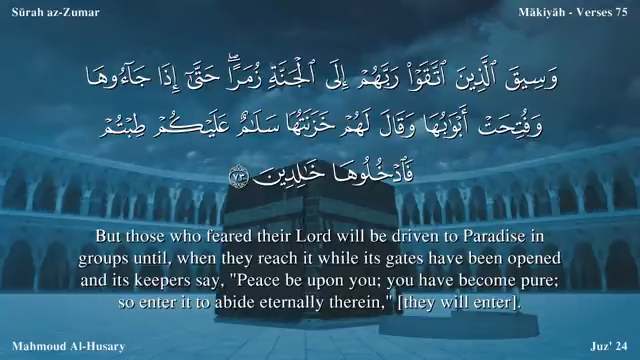 Sūrah az-Zumar
Mākiyāh - Verses 75
وَسِيقَ ٱلَّذِينَ ٱتَّقَوْا۟ رَبَّهُمْ إِلَى ٱلْجَنَّةِ زُمَرًا ۖ حَتَّىٰٓ إِذَا جَآءُوهَا
وَفُتِحَتْ أَبْوَٰبُهَا وَقَالَ لَهُمْ خَزَنَتُهَا سَلَٰمٌ عَلَيْكُمْ طِبْتُمْ
فَٱدْخُلُوهَا خَٰلِدِينَ ٧٣
But those who feared their Lord will be driven to Paradise in
groups until, when they reach it while its gates have been opened
and its keepers say, "Peace be upon you; you have become pure;
so enter it to abide eternally therein," [they will enter].
Mahmoud Al-Husary
Juz' 24